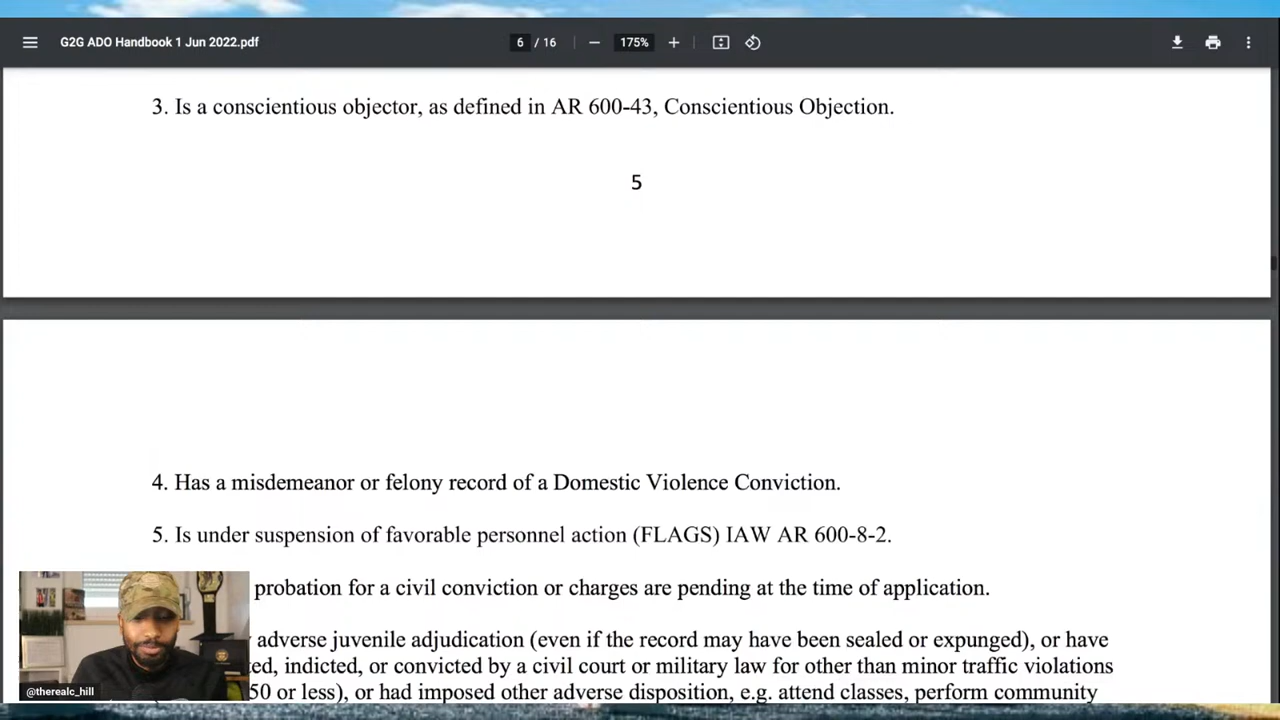 G2G ADO Handbook 1 Jun 2022.pdf
6 / 16
175%
3. Is a conscientious objector, as defined in AR 600-43, Conscientious Objection.
5
4. Has a misdemeanor or felony record of a Domestic Violence Conviction.
5. Is under suspension of favorable personnel action (FLAGS) IAW AR 600-8-2.
probation for a civil conviction or charges are pending at the time of application.
adverse juvenile adjudication (even if the record may have been sealed or expunged), or have
ted, indicted, or convicted by a civil court or military law for other than minor traffic violations
50 or less), or had imposed other adverse disposition, e.g. attend classes, perform community
@therealc_hill